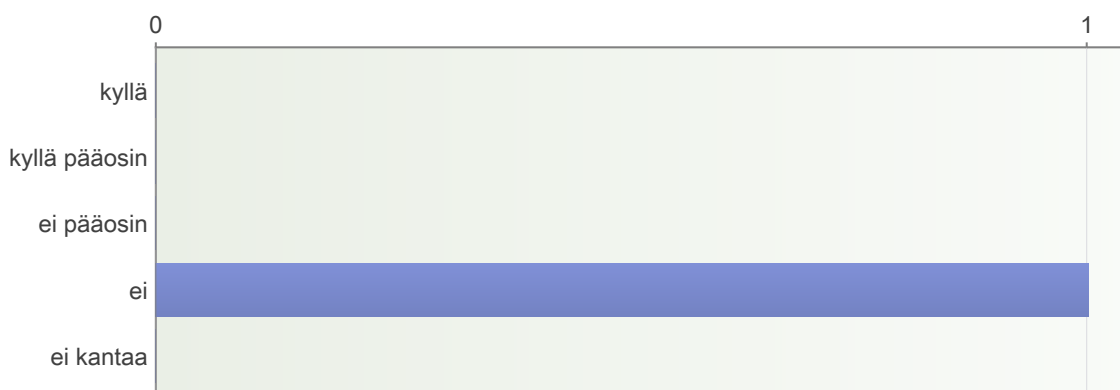 0 1
kyllä
kyllä pääosin
ei pääosin
ei
ei kantaa